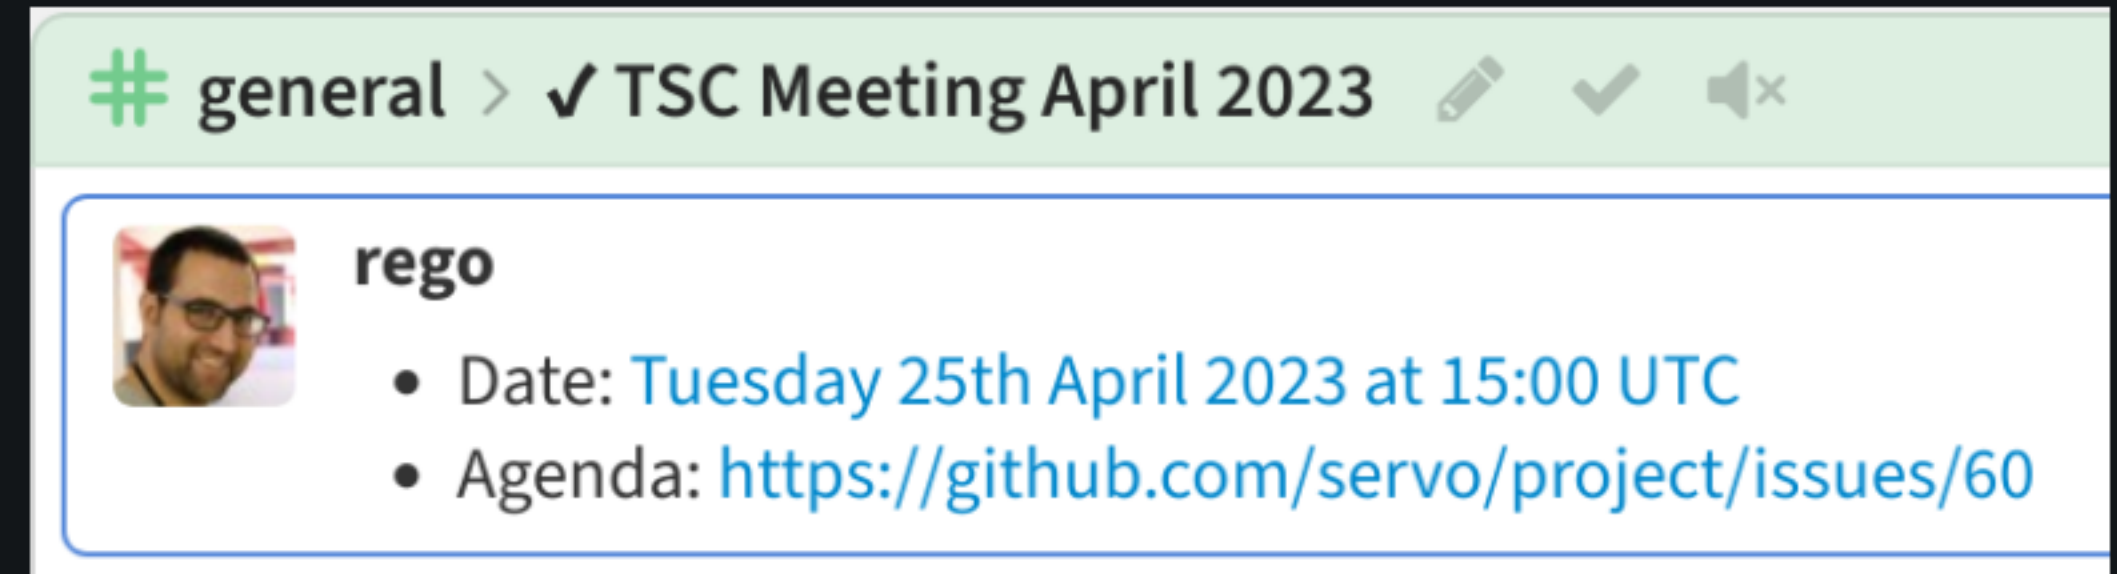 # general > ✓ TSC Meeting April 2023
rego
• Date: Tuesday 25th April 2023 at 15:00 UTC
• Agenda: https://github.com/servo/project/issues/60